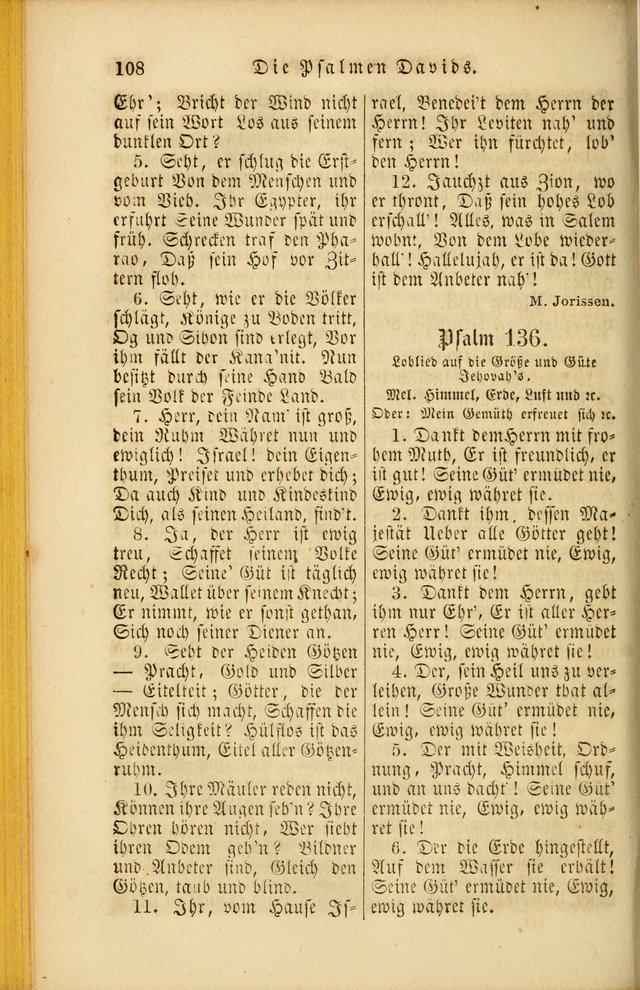 108 Die Psalmen Davids.
Ehr'; Bricht der Wind nicht
auf sein Wort Los aus seinem
dunklen Ort?
5. Seht, er schlug die Erst-
geburt Von dem Menschen und
vom Vieh. Ihr Egypter, ihr
erfuhrt Seine Wunder spät und
früh. Schrecken traf den Pha-
rao, Daß sein Hof vor Zit-
tern floh.
6. Seht, wie er die Völker
schlägt, Könige zu Boden tritt,
Og und Sihon sind erlegt, Vor
ihm fällt der Kana'nit. Nun
besitzt durch seine Hand Bald
sein Volk der Feinde Land.
7. Herr, dein Nam' ist groß,
dein Ruhm Währet nun und
ewiglich! Israel! dein Eigen-
thum, Preiset und erhebet dich;
Da auch Kind und Kindeskind
Dich, als seinen Heiland, find't.
8. Ja, der Herr ist ewig
treu, Schaffet seinem Volke
Recht; Seine' Güt ist täglich
neu, Wallet über seinem Knecht;
Er nimmt, wie er sonst gethan,
Sich noch seiner Diener an.
9. Seht der Heiden Götzen
— Pracht, Gold und Silber
— Eitelkeit; Götter, die der
Mensch sich macht, Schaffen die
ihm Seligkeit? Hülflos ist das
Heidenthum, Eitel aller Götzen-
ruhm.
10. Ihre Mäuler reden nicht,
Können ihre Augen seh'n? Ihre
Ohren hören nicht, Wer sieht
ihren Odem geh'n? Bildner
und Anbeter sind, Gleich den
Götzen, taub und blind.
11. Ihr, vom Hause Is-
rael, Benedei't dem Herrn der
Herrn! Ihr Leviten nah' und
fern; Wer ihn fürchtet, lob'
den Herrn!
12. Jauchzt aus Zion, wo
er thront, Daß sein hohes Lob
erschall'! Alles, was in Salem
wohnt, Von dem Lobe wieder-
hall'! Hallelujah, er ist da! Gott
ist dem Anbeter nah'!
M. Jorissen.
Psalm 136.
Loblied auf die Größe und Güte
Jehovah's.
Mel. Himmel, Erde, Luft und ꝛc.
Oder: Mein Gemüth erfreuet sich ꝛc.
1. Dankt dem Herrn mit fro-
hem Muth, Er ist freundlich, er
ist gut! Seine Güt' ermüdet nie,
Ewig, ewig währet sie.
2. Dankt ihm, dessen Ma-
jestät Ueber alle Götter geht!
Seine Güt' ermüdet nie, Ewig,
ewig währet sie!
3. Dankt dem Herrn, gebt
ihm nur Ehr', Er ist aller Her-
ren Herr! Seine Güt' ermüdet
nie, Ewig, ewig währet sie!
4. Der, sein Heil uns zu ver-
leihen, Große Wunder that al-
lein! Seine Güt' ermüdet nie,
Ewig, ewig währet sie!
5. Der mit Weisheit, Ord-
nung, Pracht, Himmel schuf,
und an uns dacht'! Seine Güt'
ermüdet nie, Ewig, ewig wäh-
ret sie!
6. Der die Erde hingestellt,
Auf dem Wasser sie erhält!
Seine Güt' ermüdet nie, Ewig,
ewig währet sie.